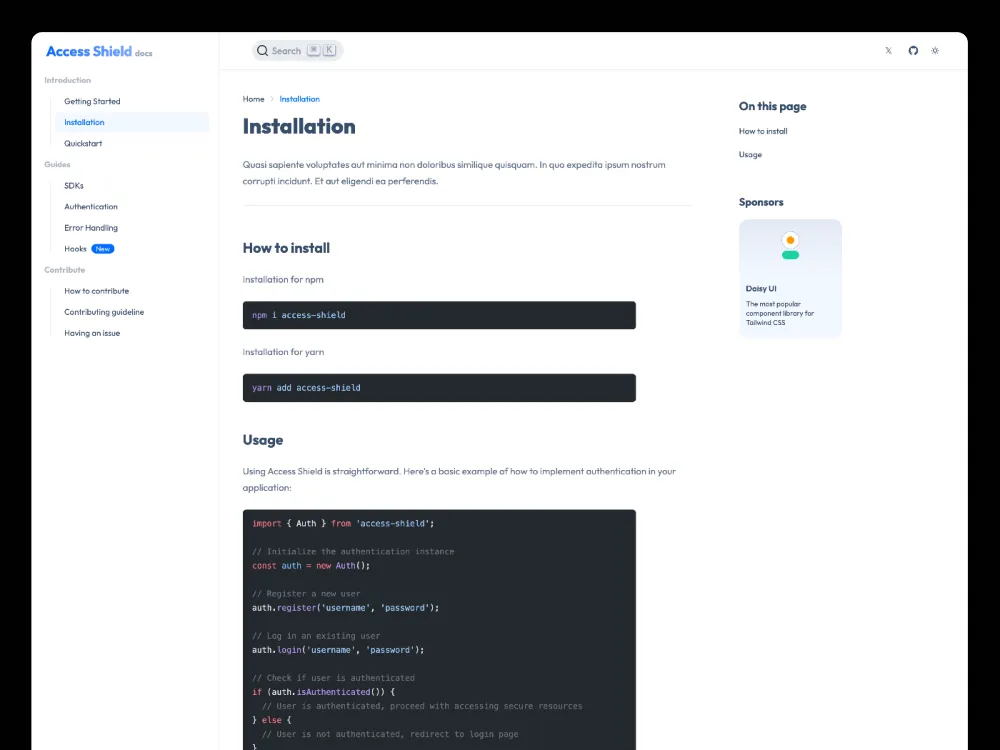 Access Shield docs
Search ⌘ K
Introduction
Getting Started
Installation
Quickstart
Guides
SDKs
Authentication
Error Handling
Hooks New
Contribute
How to contribute
Contributing guideline
Having an issue
Home > Installation
Installation
Quasi sapiente voluptates aut minima non doloribus similique quisquam. In quo expedita ipsum nostrum
corrupti incidunt. Et aut eligendi ea perferendis.
How to install
Installation for npm
npm i access-shield
Installation for yarn
yarn add access-shield
Usage
Using Access Shield is straightforward. Here's a basic example of how to implement authentication in your
application:
import { Auth } from 'access-shield';
// Initialize the authentication instance
const auth = new Auth();
// Register a new user
auth.register('username', 'password');
// Log in an existing user
auth.login('username', 'password');
// Check if user is authenticated
if (auth.isAuthenticated()) {
// User is authenticated, proceed with accessing secure resources
} else {
// User is not authenticated, redirect to login page
}
On this page
How to install
Usage
Sponsors
Daisy UI
The most popular
component library for
Tailwind CSS